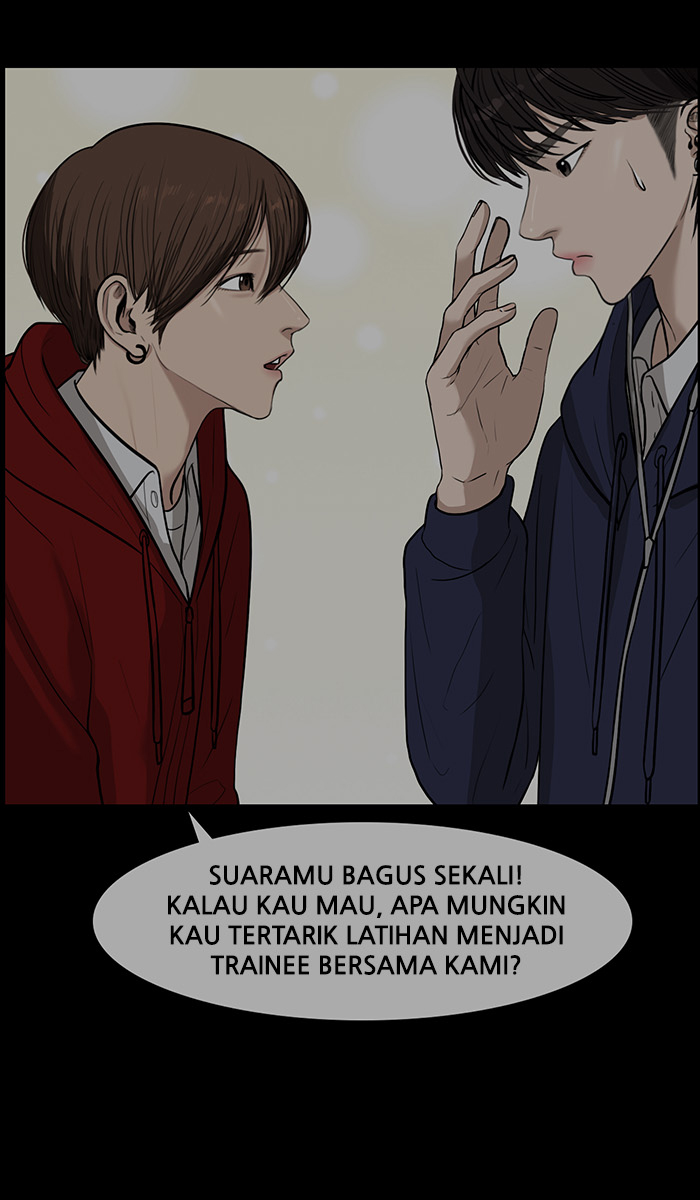 SUARAMU BAGUS SEKALI!
KALAU KAU MAU, APA MUNGKIN
KAU TERTARIK LATIHAN MENJADI
TRAINEE BERSAMA KAMI?